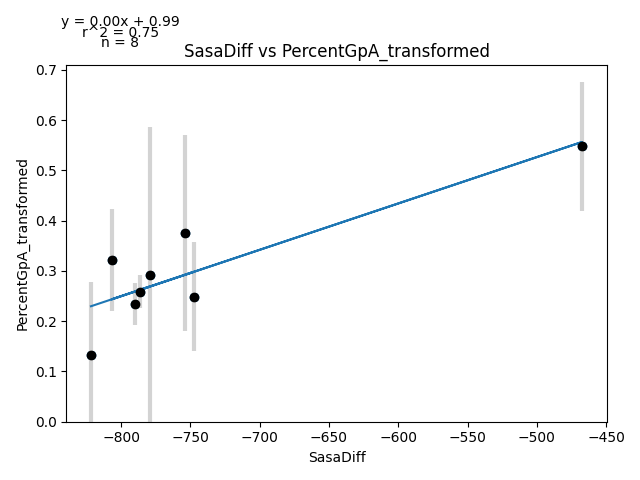 y = 0.00x + 0.99
r^2 = 0.75
n = 8
SasaDiff vs PercentGpA_transformed
0.7
0.6
0.5
0.4
0.3
0.2
0.1
0.0
PercentGpA_transformed
−800
−750
−700
−650
−600
−550
−500
−450
SasaDiff